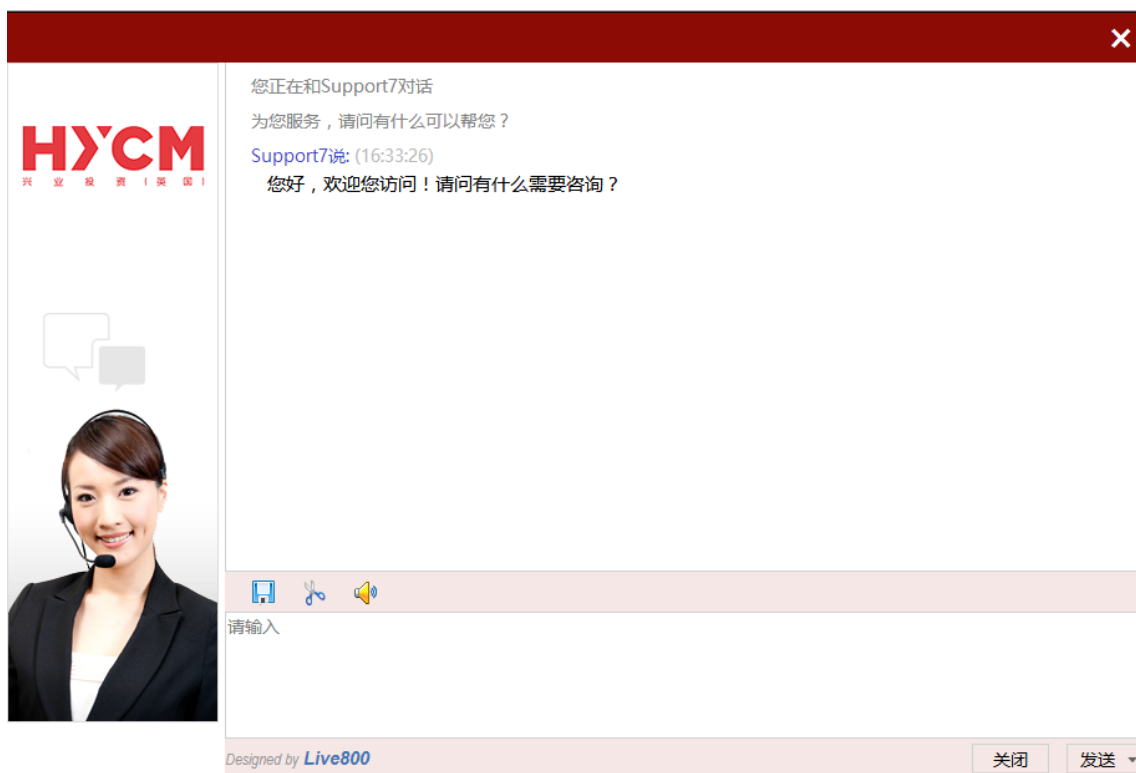 ×
您正在和Support7对话
为您服务，请问有什么可以帮您？
HYCM
兴业投资(英国)
Support7说: (16:33:26)
您好，欢迎您访问！请问有什么需要咨询？
请输入
Designed by Live800
关闭
发送